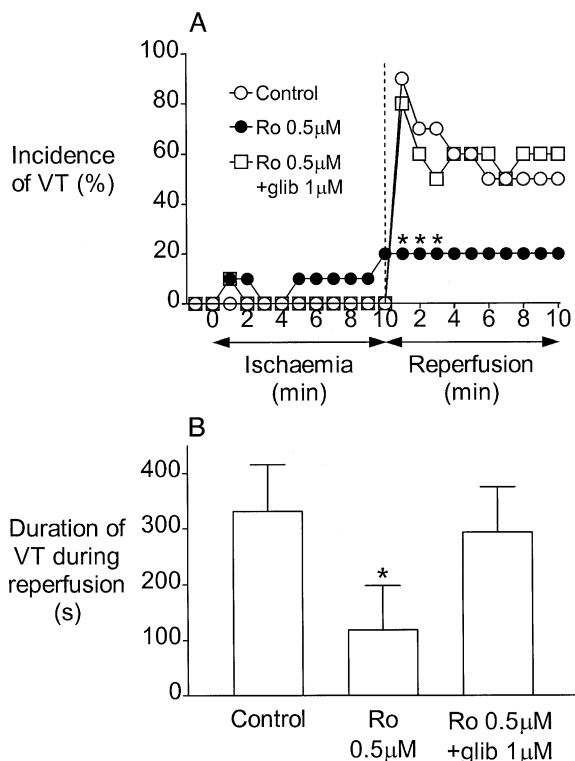 A
100
80
60
40
20
0
Incidence
of VT (%)
Control
Ro 0.5µM
Ro 0.5µM
+glib 1µM
* * *
0 2 4 6 8 10 2 4 6 8 10
Ischaemia
(min)
Reperfusion
(min)
B
400
300
200
100
0
Duration of
VT during
reperfusion
(s)
*
Control
Ro
0.5µM
Ro 0.5µM
+glib 1µM